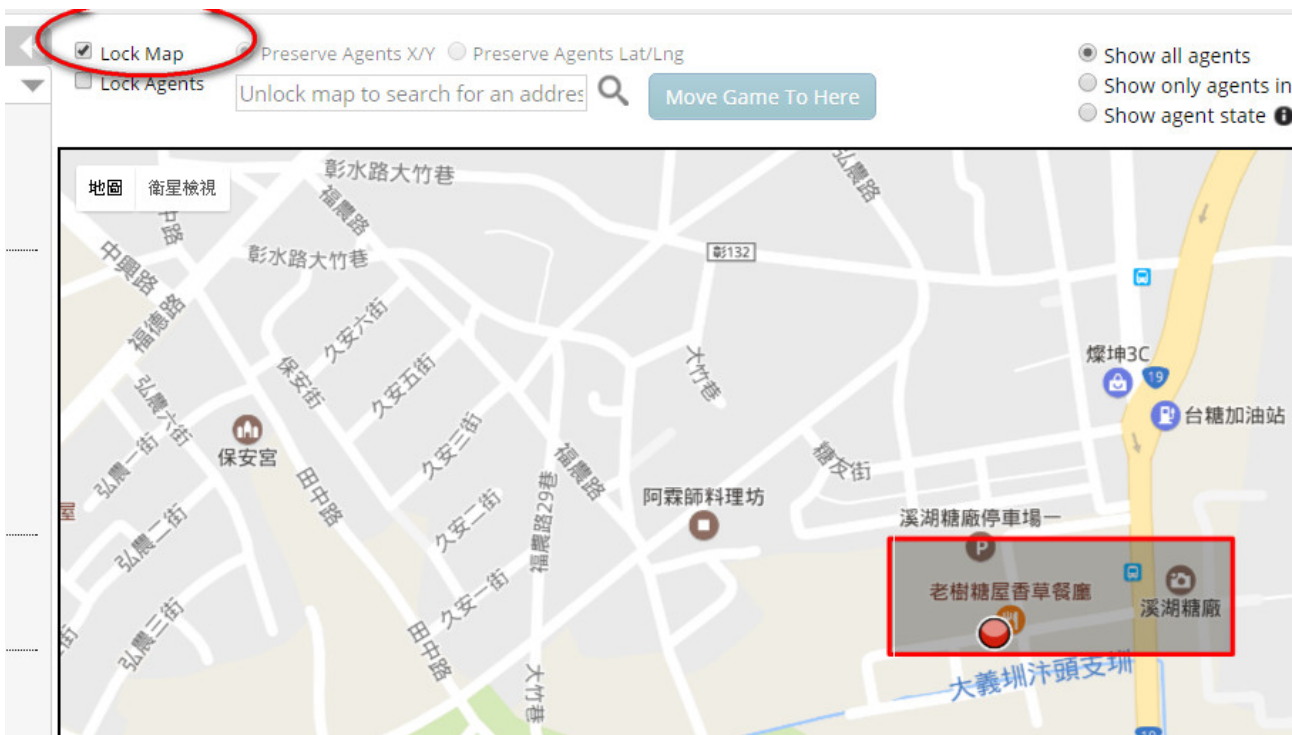 Lock Map
Preserve Agents X/Y
Preserve Agents Lat/Lng
Show all agents
Lock Agents
Unlock map to search for an addres
Move Game To Here
Show only agents in
Show agent state
地圖
衛星檢視
彰水路大竹巷
弘農路
福農路
中路
中興路
彰水路大竹巷
彰132
福德路
久安六街
大竹巷
燦坤3C
19
保安街
久安五街
弘農六街
台糖加油站
保安宮
久安三街
弘農一街
福農路
糖友街
田中路
福農路29巷
阿霖師料理坊
屋
弘農二街
久安二街
溪湖糖廠停車場一
P
久安一街
老樹糖屋香草餐廳
溪湖糖廠
弘農三街
街
田中路
大竹巷
大義圳汴頭支圳
19